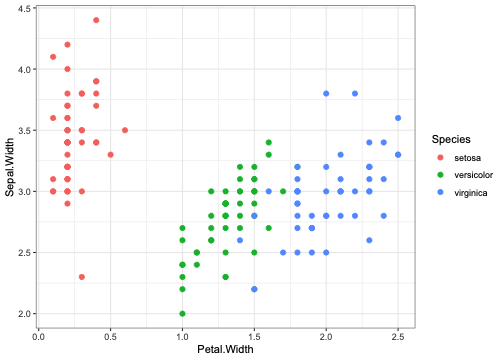 4.5
4.0
3.5
3.0
2.5
2.0
Sepal.Width
0.0 0.5 1.0 1.5 2.0 2.5
Petal.Width
Species
setosa
versicolor
virginica